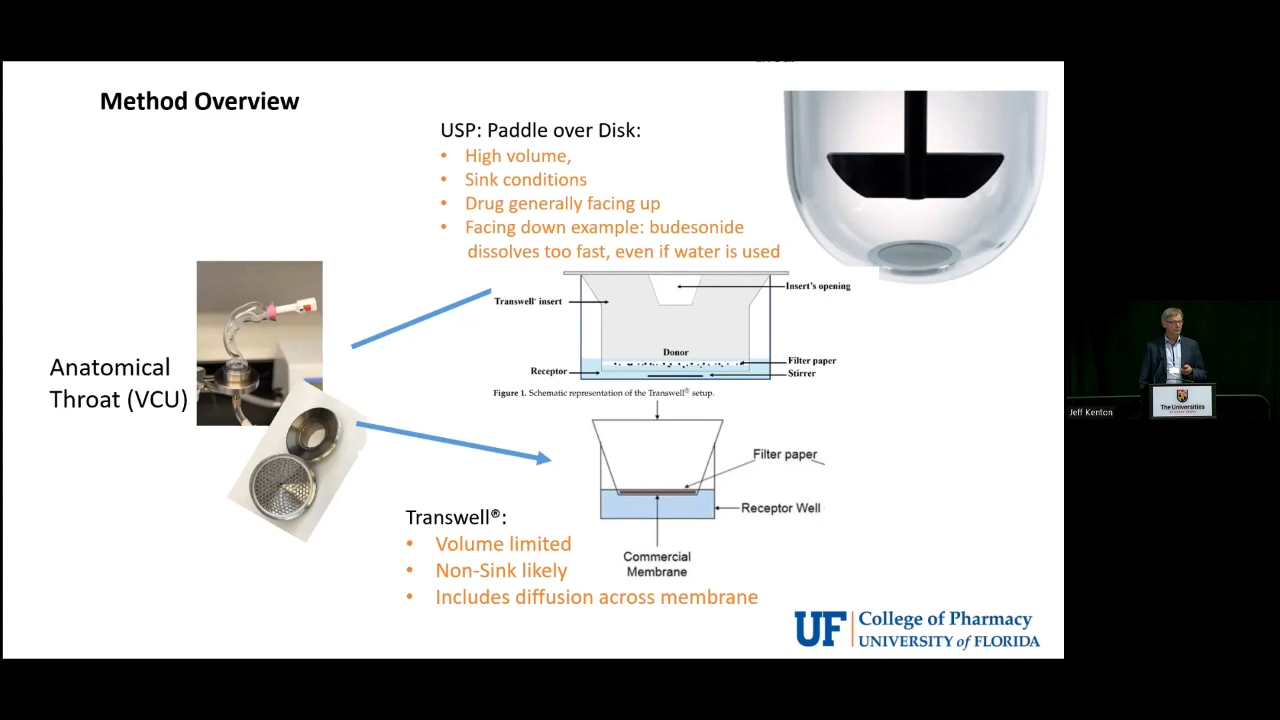 Method Overview
USP: Paddle over Disk:
• High volume,
• Sink conditions
• Drug generally facing up
• Facing down example: budesonide
dissolves too fast, even if water is used
Insert's opening
Transwell® insert
Donor
Filter paper
Receptor
Stirrer
Figure 1. Schematic representation of the Transwell® setup.
Anatomical
Throat (VCU)
Filter paper
Receptor Well
Commercial
Membrane
Transwell®:
• Volume limited
• Non-Sink likely
• Includes diffusion across membrane
UF College of Pharmacy
UNIVERSITY of FLORIDA
The Universities
Jeff Kenton